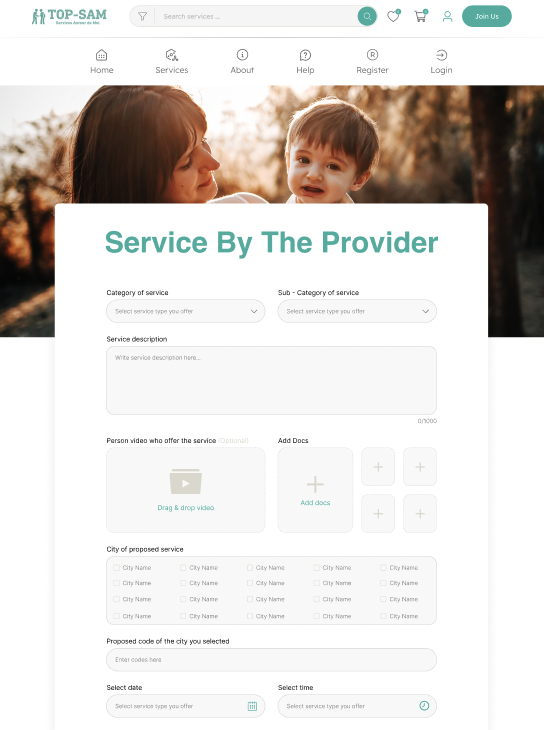 TOP-SAM
Services Autour de Moi
Search services ...
0
0
Join Us
Home
Services
About
Help
Register
Login
Service By The Provider
Category of service
Sub - Category of service
Select service type you offer
Select service type you offer
Service description
Write service description here...
0/1000
Person video who offer the service (Optional)
Add Docs
Drag & drop video
Add docs
City of proposed service
City Name City Name City Name City Name City Name
City Name City Name City Name City Name City Name
City Name City Name City Name City Name City Name
City Name City Name City Name City Name City Name
Proposed code of the city you selected
Enter codes here
Select date
Select time
Select service type you offer
Select service type you offer